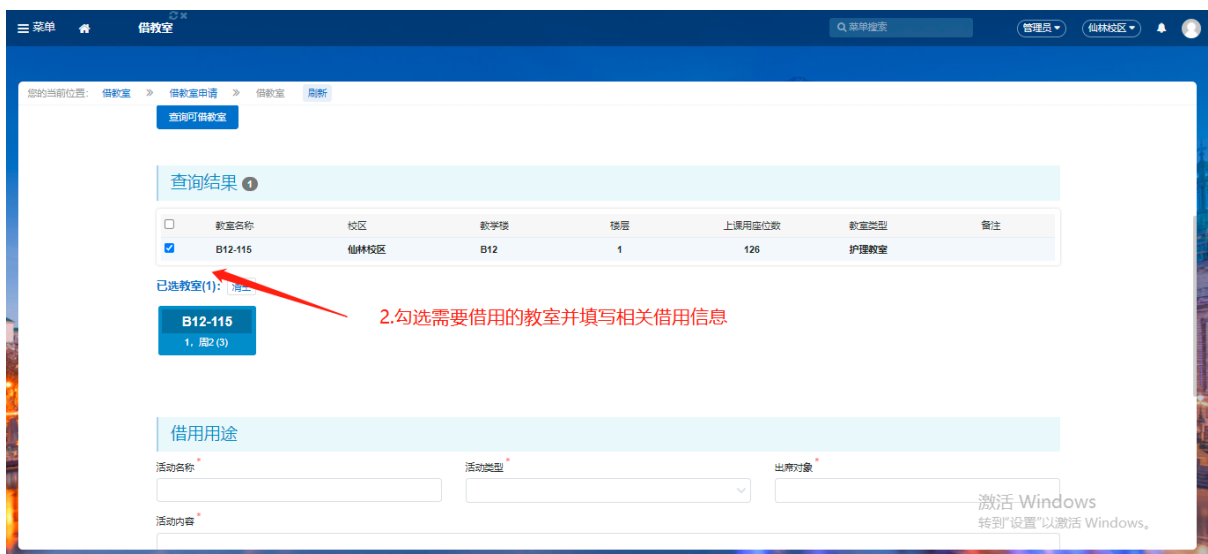 菜单 借教室 菜单搜索 管理员 仙林校区
您的当前位置： 借教室 » 借教室申请 » 借教室 刷新
查询可借教室
查询结果 1
教室名称 校区 教学楼 楼层 上课用座位数 教室类型 备注
B12-115 仙林校区 B12 1 126 护理教室
已选教室(1)： 清空
2.勾选需要借用的教室并填写相关借用信息
B12-115
1，周2 (3)
借用用途
活动名称* 活动类型* 出席对象*
激活 Windows
转到"设置"以激活 Windows。
活动内容*